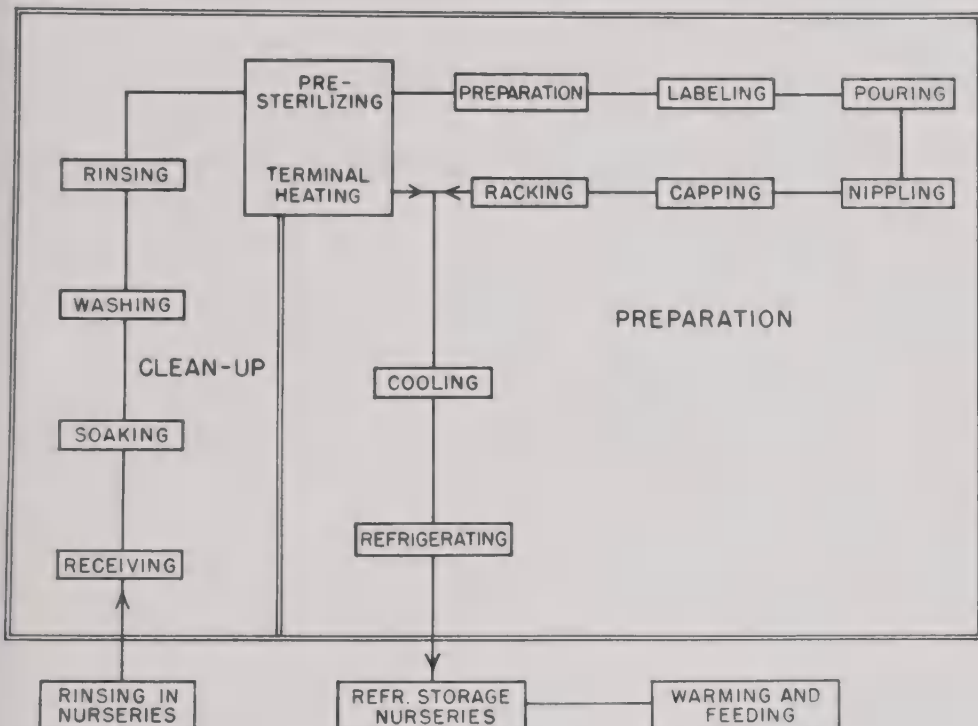 PRE-
STERILIZING
TERMINAL
HEATING
PREPARATION
LABELING
POURING
RINSING
RACKING
CAPPING
NIPPLING
WASHING
PREPARATION
CLEAN-UP
COOLING
SOAKING
REFRIGERATING
RECEIVING
RINSING IN
NURSERIES
REFR. STORAGE
NURSERIES
WARMING AND
FEEDING